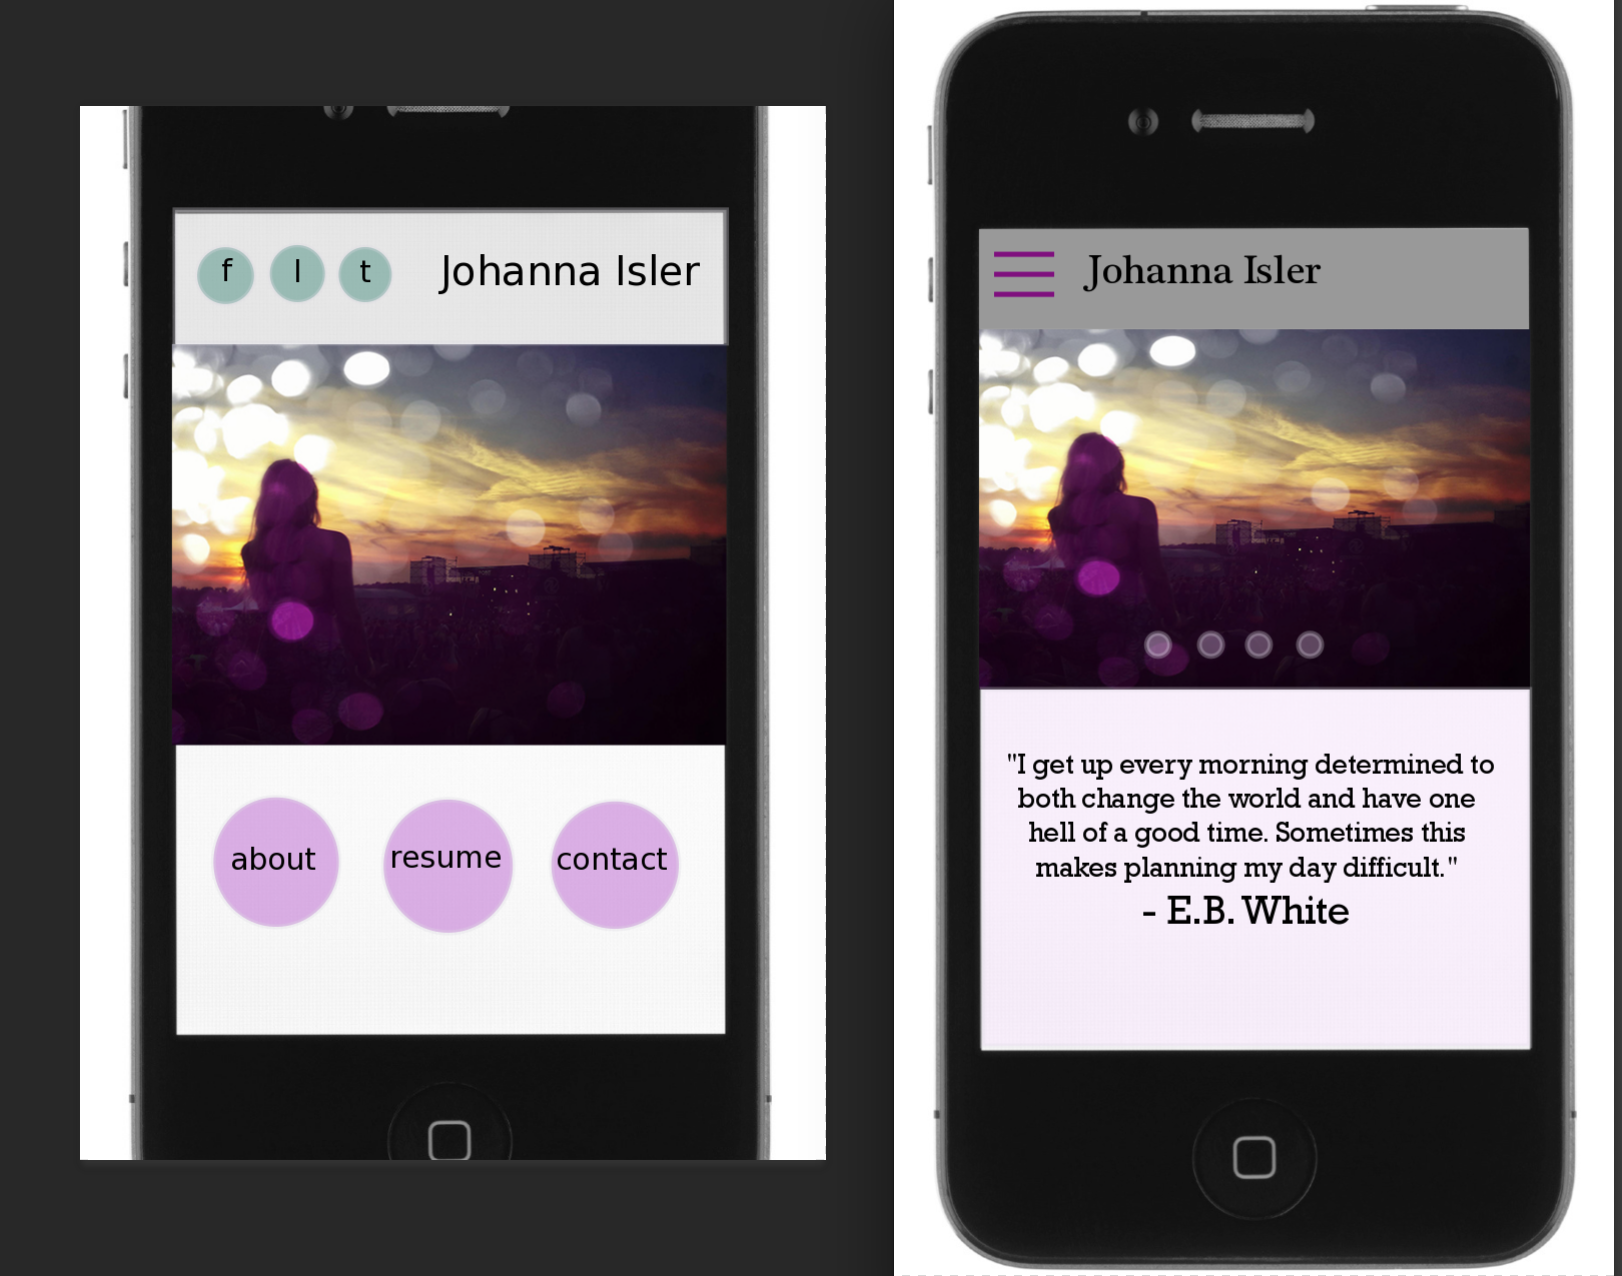 f l t Johanna Isler
about resume contact
Johanna Isler
"I get up every morning determined to
both change the world and have one
hell of a good time. Sometimes this
makes planning my day difficult."
- E.B. White